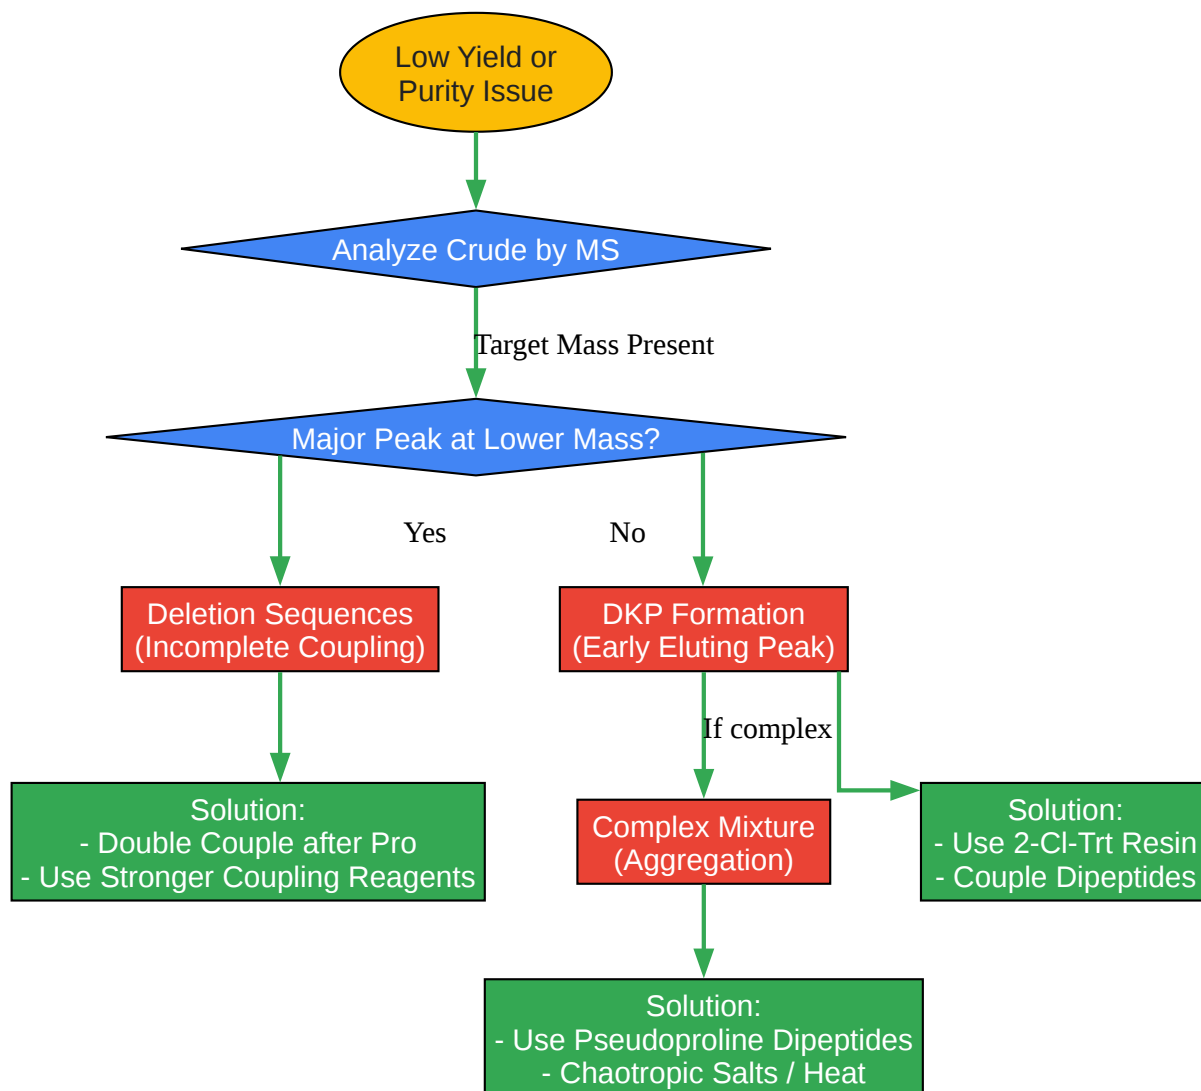 Low Yield or
Purity Issue
Analyze Crude by MS
Target Mass Present
Major Peak at Lower Mass?
Yes
No
Deletion Sequences
(Incomplete Coupling)
DKP Formation
(Early Eluting Peak)
If complex
Solution:
- Double Couple after Pro
- Use Stronger Coupling Reagents
Complex Mixture
(Aggregation)
Solution:
- Use 2-Cl-Trt Resin
- Couple Dipeptides
Solution:
- Use Pseudoproline Dipeptides
- Chaotropic Salts / Heat